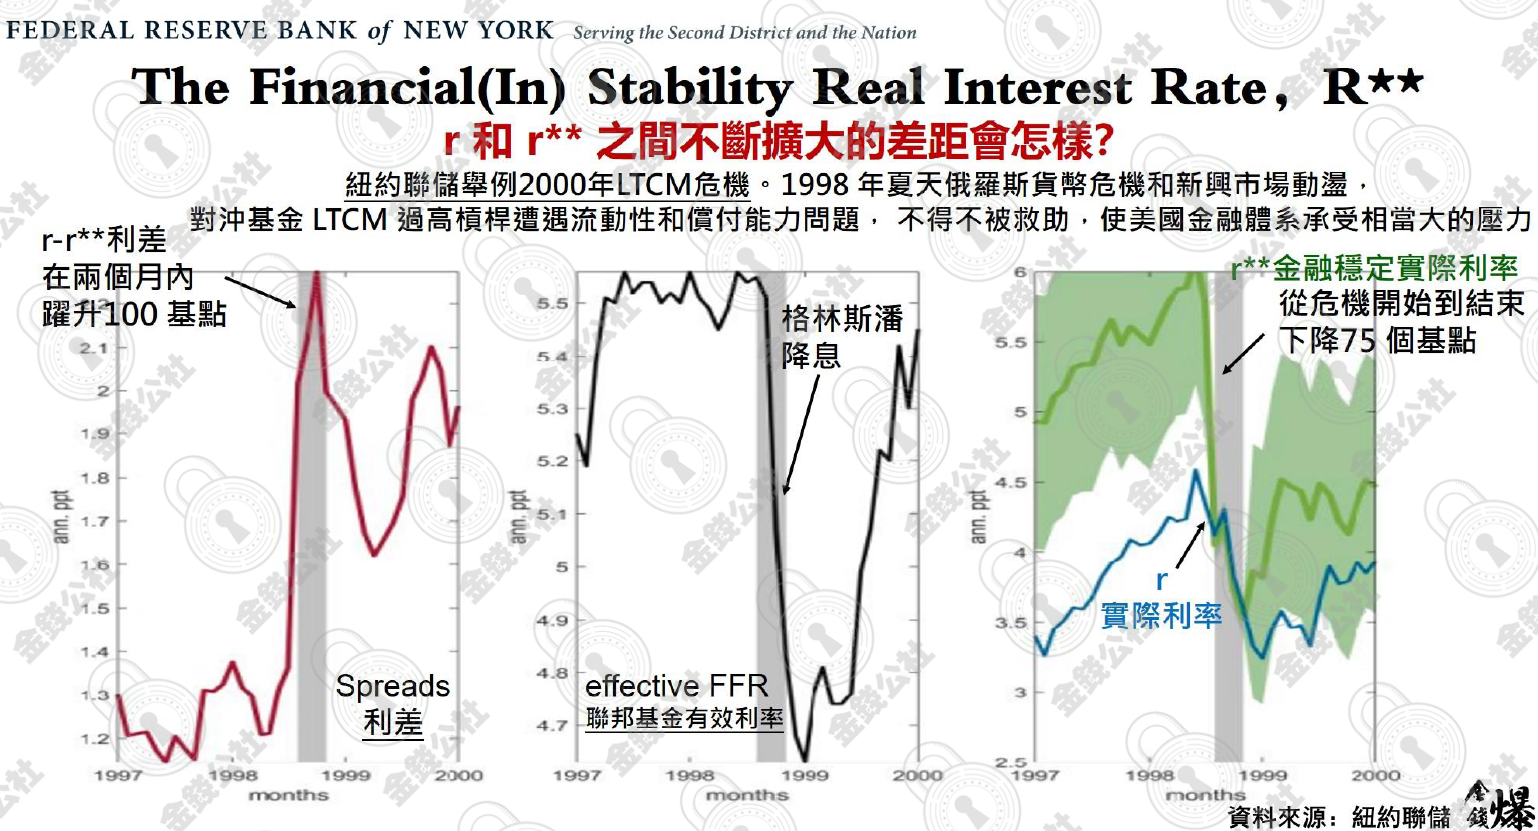 FEDERAL RESERVE BANK of NEW YORK Serving the Second District and the Nation
The Financial(In) Stability Real Interest Rate, R★★
r 和 r** 之間不斷擴大的差距會怎樣?
紐約聯儲舉例2000年LTCM危機。1998 年夏天俄羅斯貨幣危機和新興市場動盪，
對沖基金 LTCM 過高槓桿遭遇流動性和償付能力問題， 不得不被救助，使美國金融體系承受相當大的壓力
r-r**利差
在兩個月內
躍升100 基點
2.1
2
1.9
1.8
1.7
1.6
1.5
1.4
1.3
1.2
ann. ppt
1997
1998
1999
2000
months
Spreads
利差
格林斯潘
降息
5.5
5.4
5.3
5.2
5.1
5
4.9
4.8
4.7
ann. ppt
1997
1998
1999
2000
months
effective FFR
聯邦基金有效利率
r**金融穩定實際利率
從危機開始到結束
下降75 個基點
6
5.5
5
4.5
4
3.5
3
2.5
ann. ppt
r
實際利率
1997
1998
1999
2000
months
資料來源：紐約聯儲
金錢爆
金錢公社